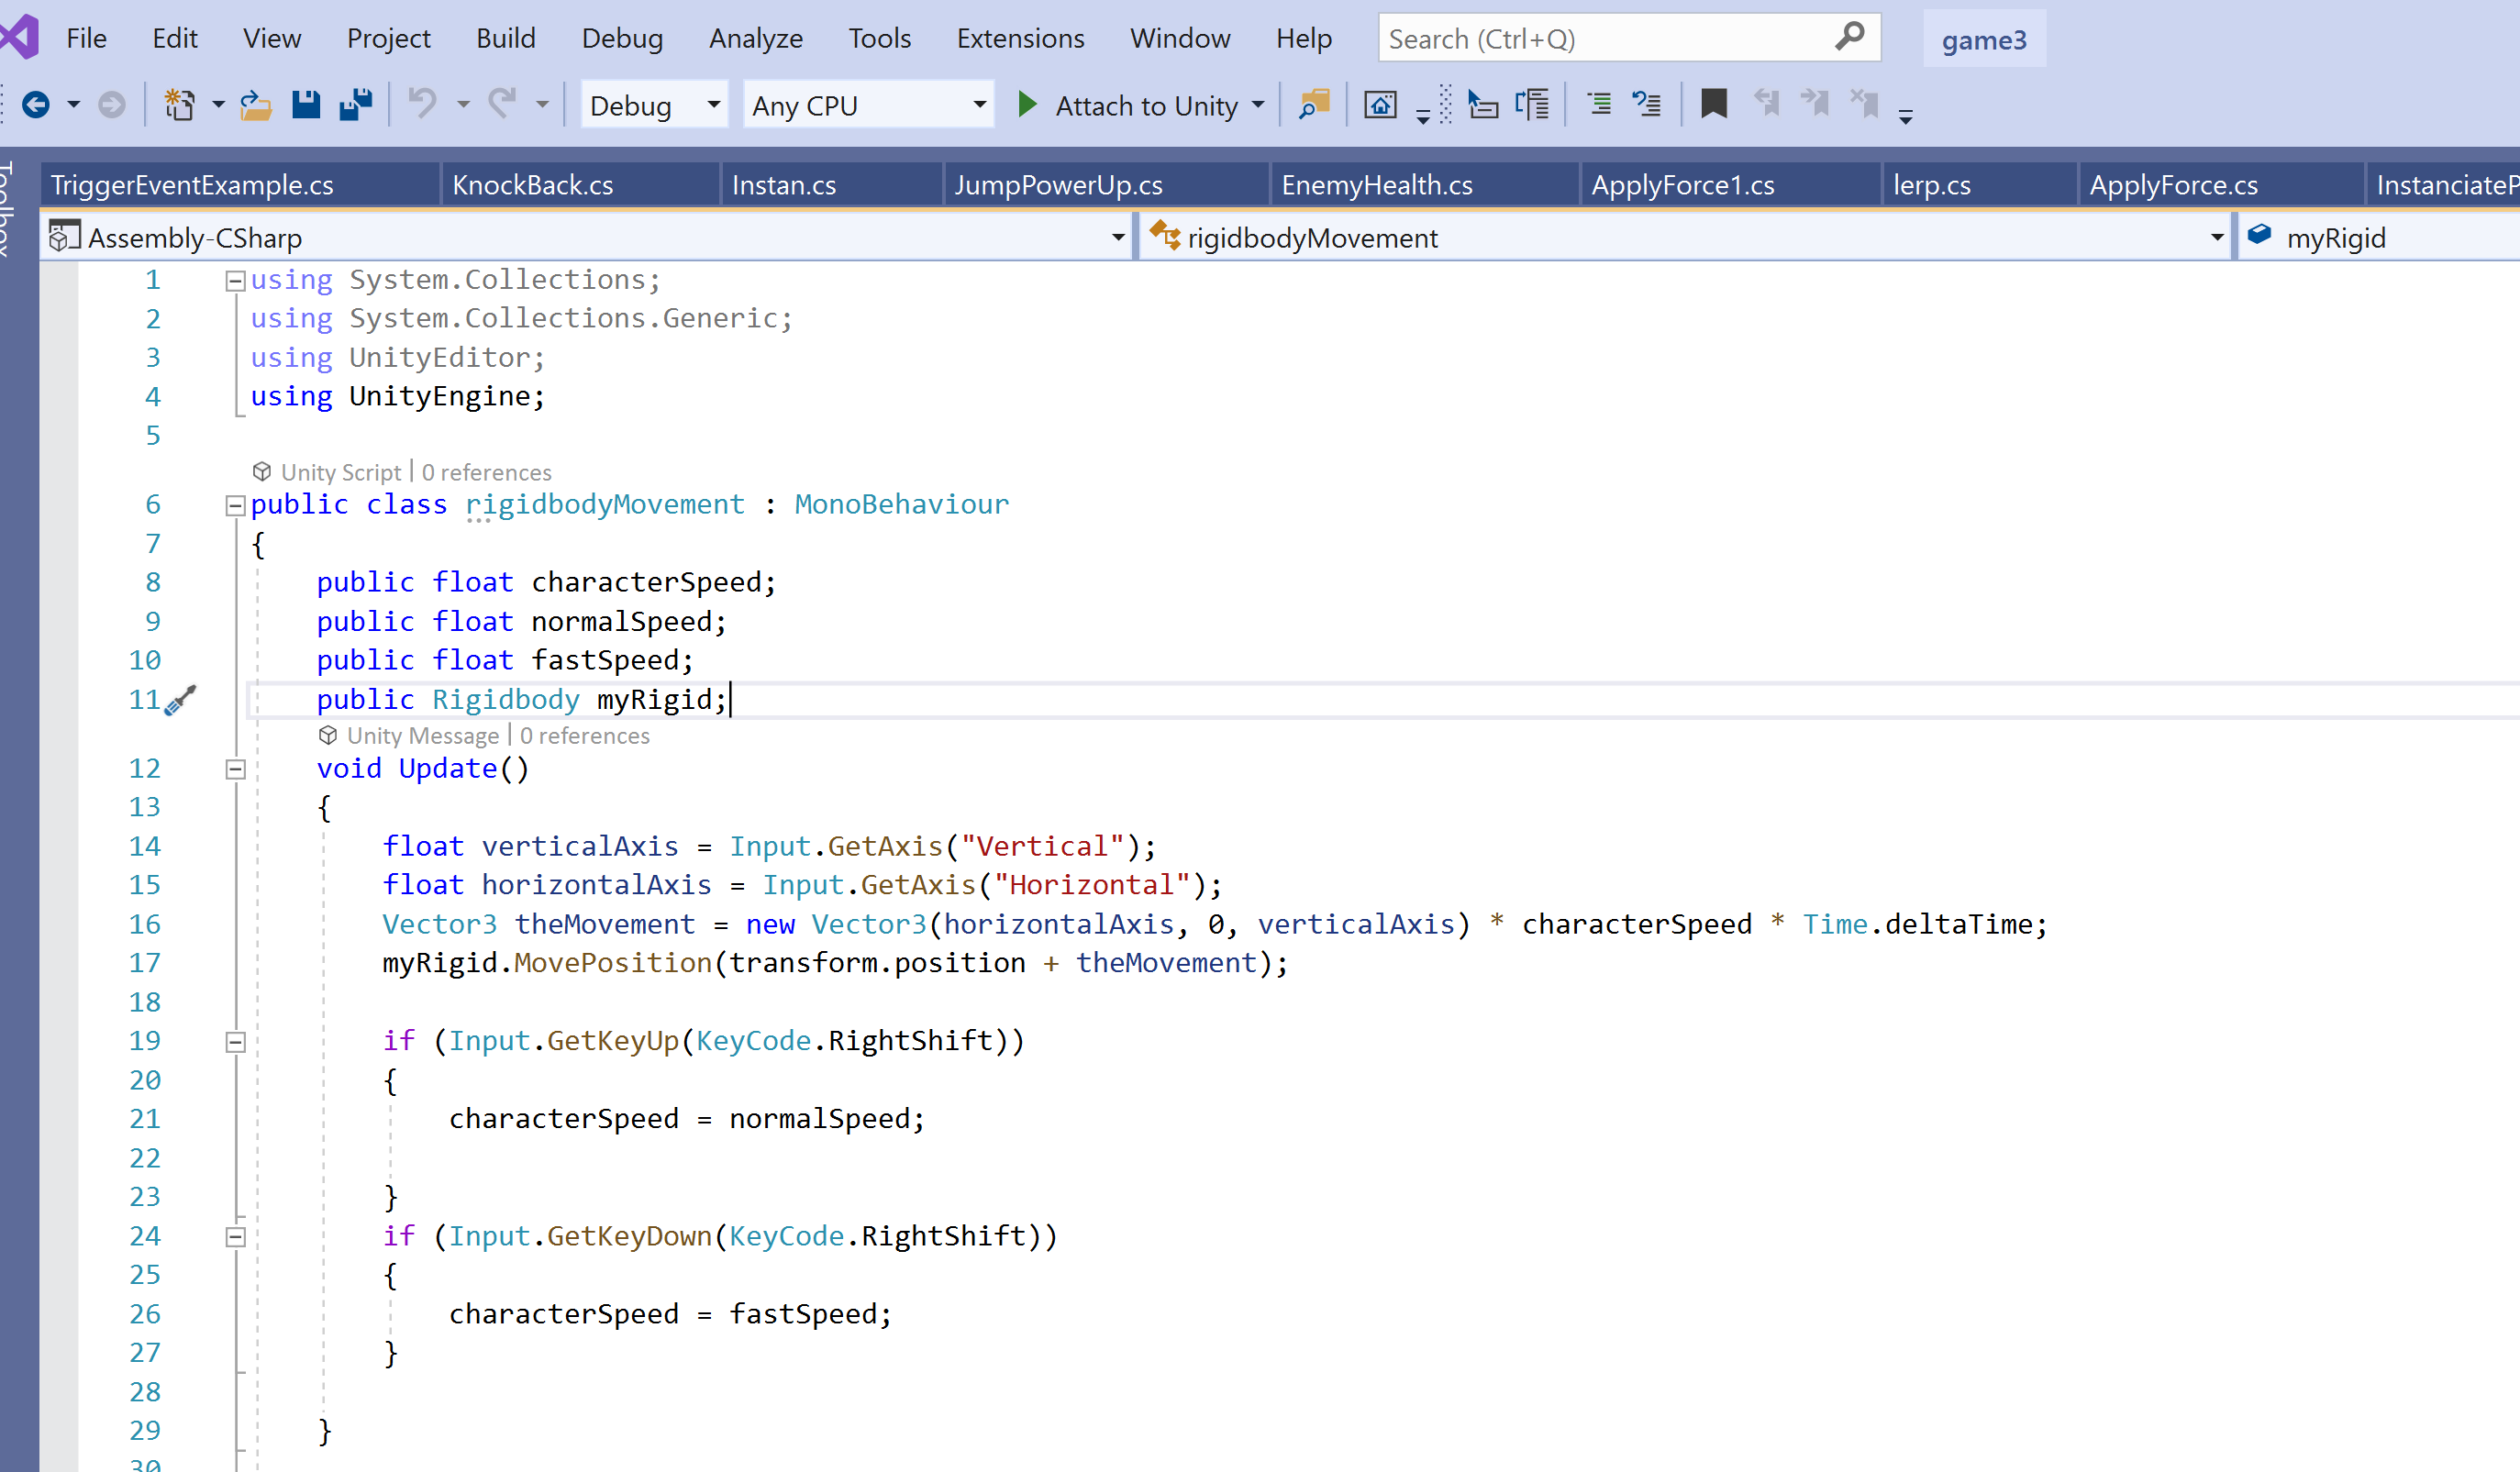 File Edit View Project Build Debug Analyze Tools Extensions Window Help Search (Ctrl+Q) game3
Debug Any CPU Attach to Unity
Toolbox
TriggerEventExample.cs KnockBack.cs Instan.cs JumpPowerUp.cs EnemyHealth.cs ApplyForce1.cs lerp.cs ApplyForce.cs InstanciateP
Assembly-CSharp rigidbodyMovement myRigid
1 using System.Collections;
2 using System.Collections.Generic;
3 using UnityEditor;
4 using UnityEngine;
5
Unity Script | 0 references
6 public class rigidbodyMovement : MonoBehaviour
7 {
8 public float characterSpeed;
9 public float normalSpeed;
10 public float fastSpeed;
11 public Rigidbody myRigid;
Unity Message | 0 references
12 void Update()
13 {
14 float verticalAxis = Input.GetAxis("Vertical");
15 float horizontalAxis = Input.GetAxis("Horizontal");
16 Vector3 theMovement = new Vector3(horizontalAxis, 0, verticalAxis) * characterSpeed * Time.deltaTime;
17 myRigid.MovePosition(transform.position + theMovement);
18
19 if (Input.GetKeyUp(KeyCode.RightShift))
20 {
21 characterSpeed = normalSpeed;
22
23 }
24 if (Input.GetKeyDown(KeyCode.RightShift))
25 {
26 characterSpeed = fastSpeed;
27 }
28
29 }
30